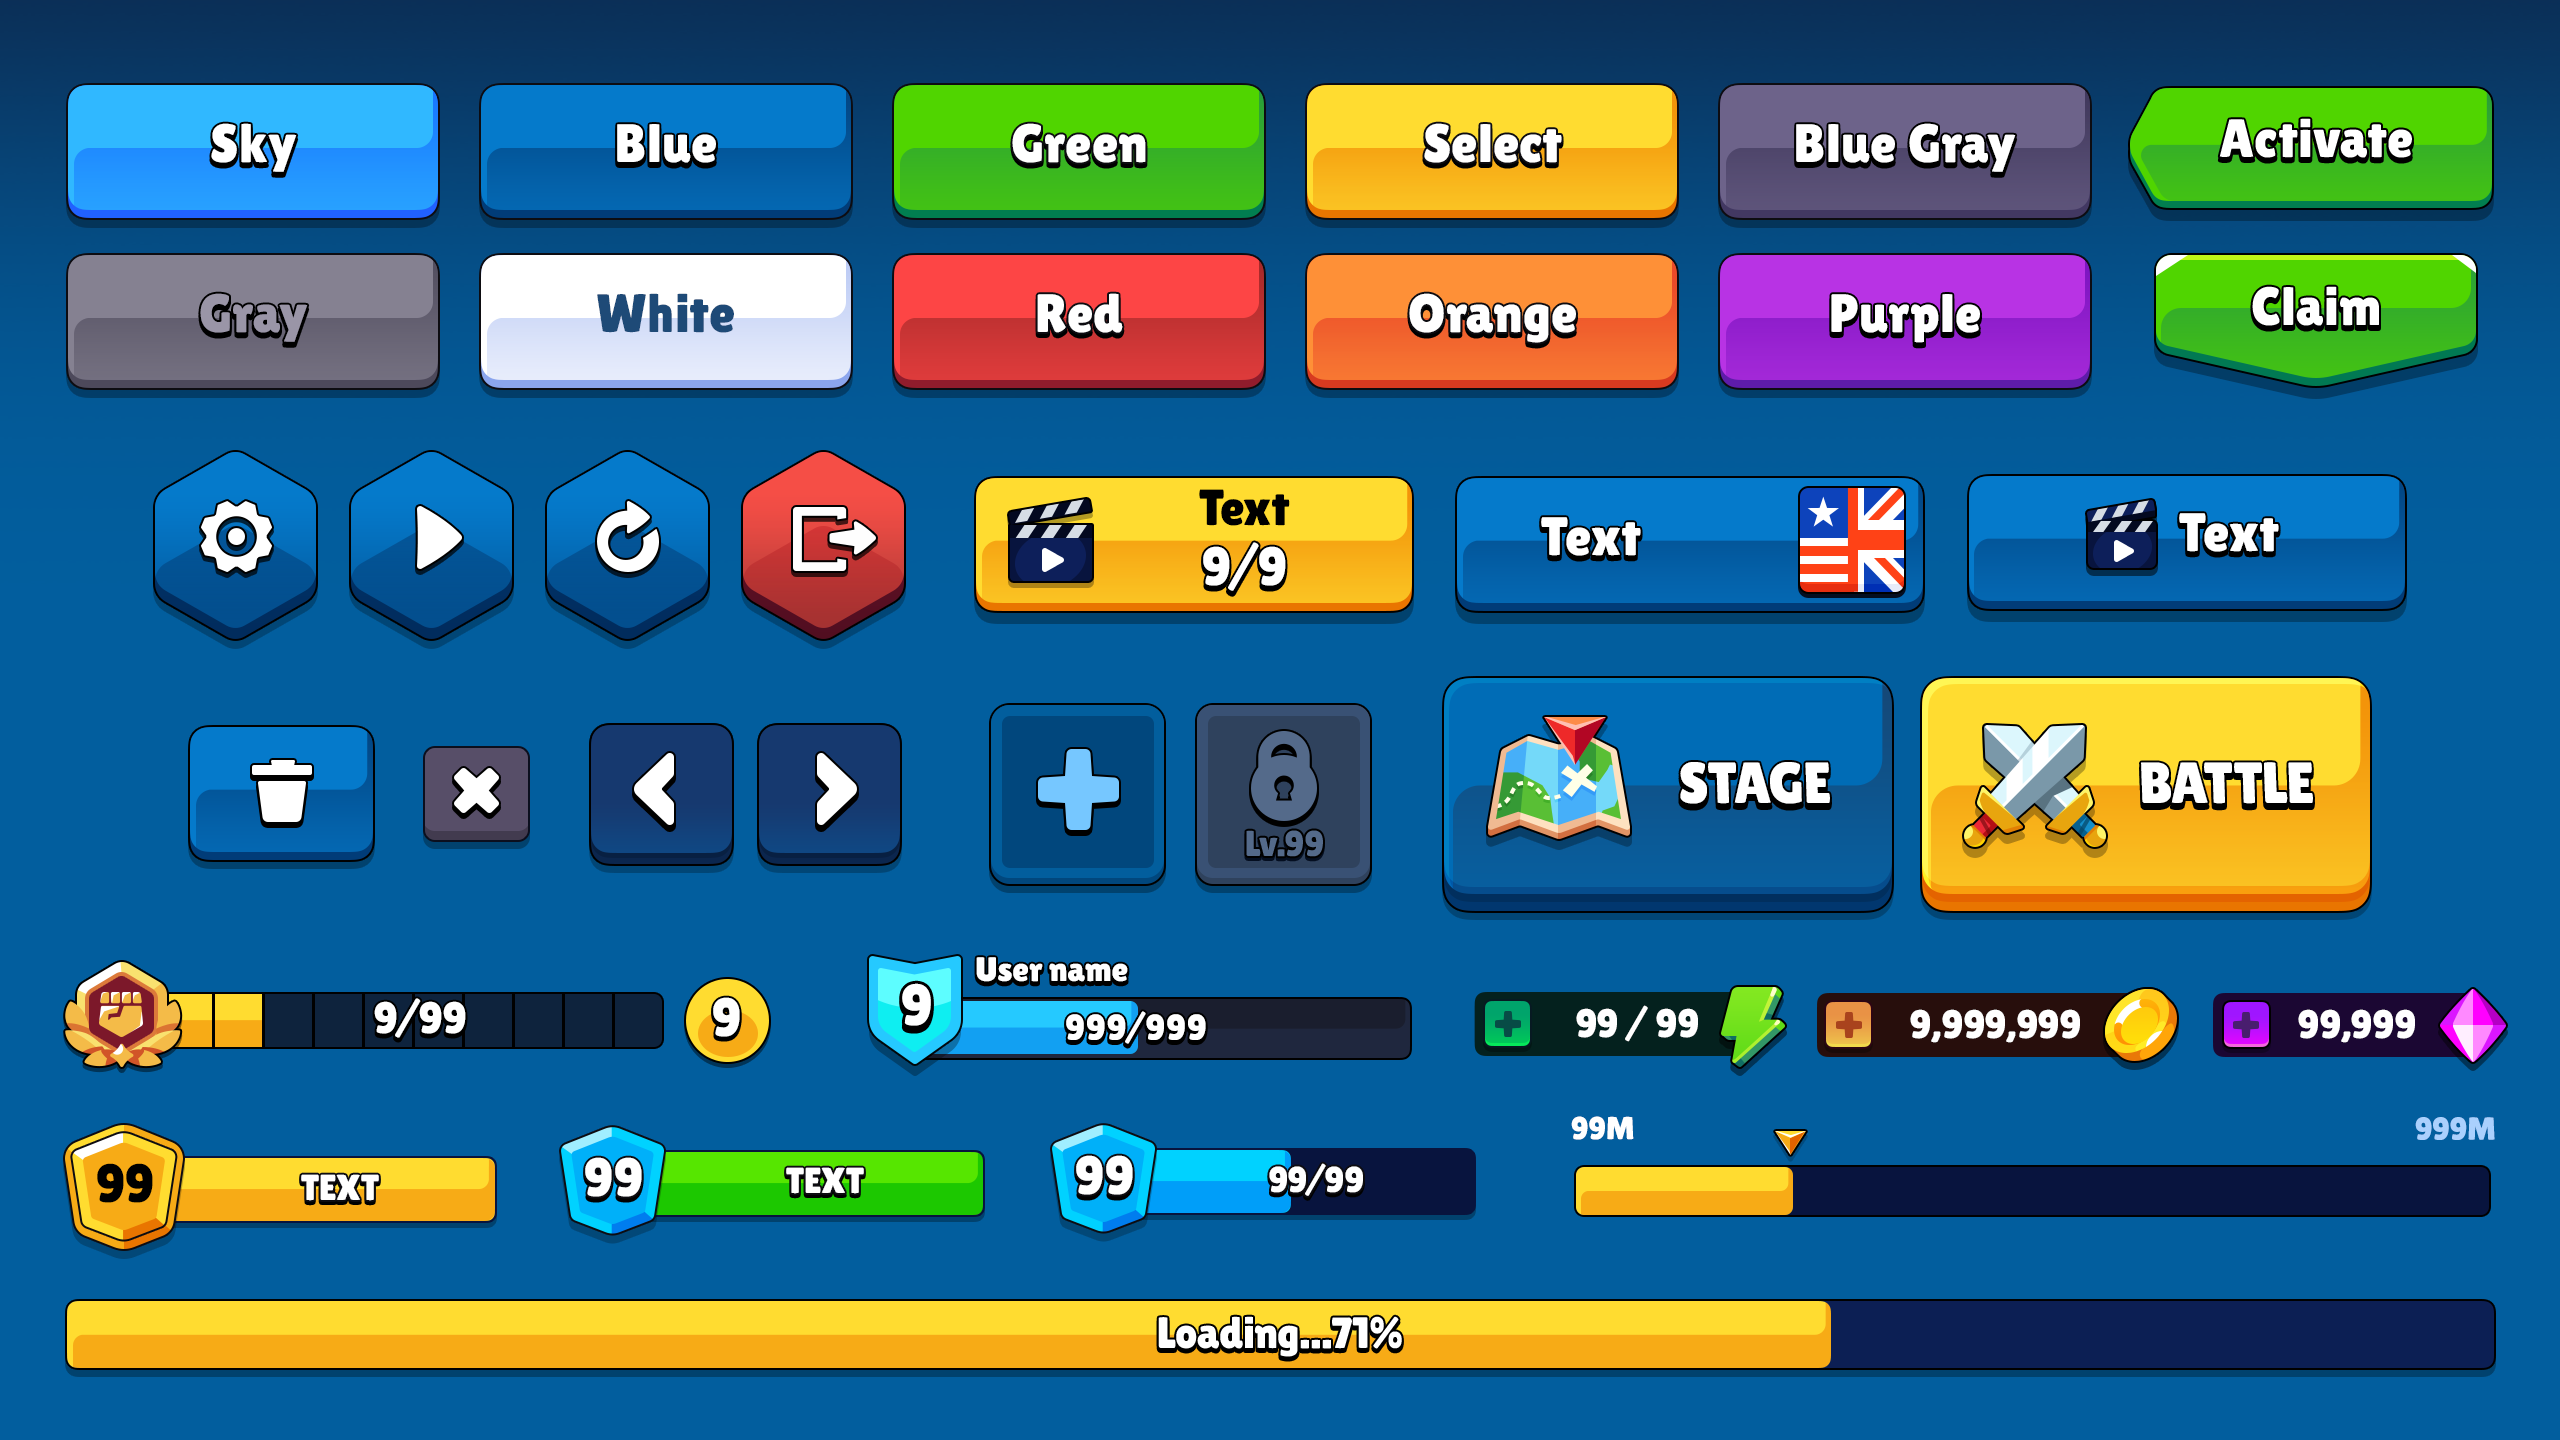 Sky
Blue
Green
Select
Blue Gray
Activate
Gray
White
Red
Orange
Purple
Claim
Text
9/9
Text
Text
Lv.99
STAGE
BATTLE
9/99
9
9
User name
999/999
99 / 99
9,999,999
99,999
99
TEXT
99
TEXT
99
99/99
99M
999M
Loading...71%